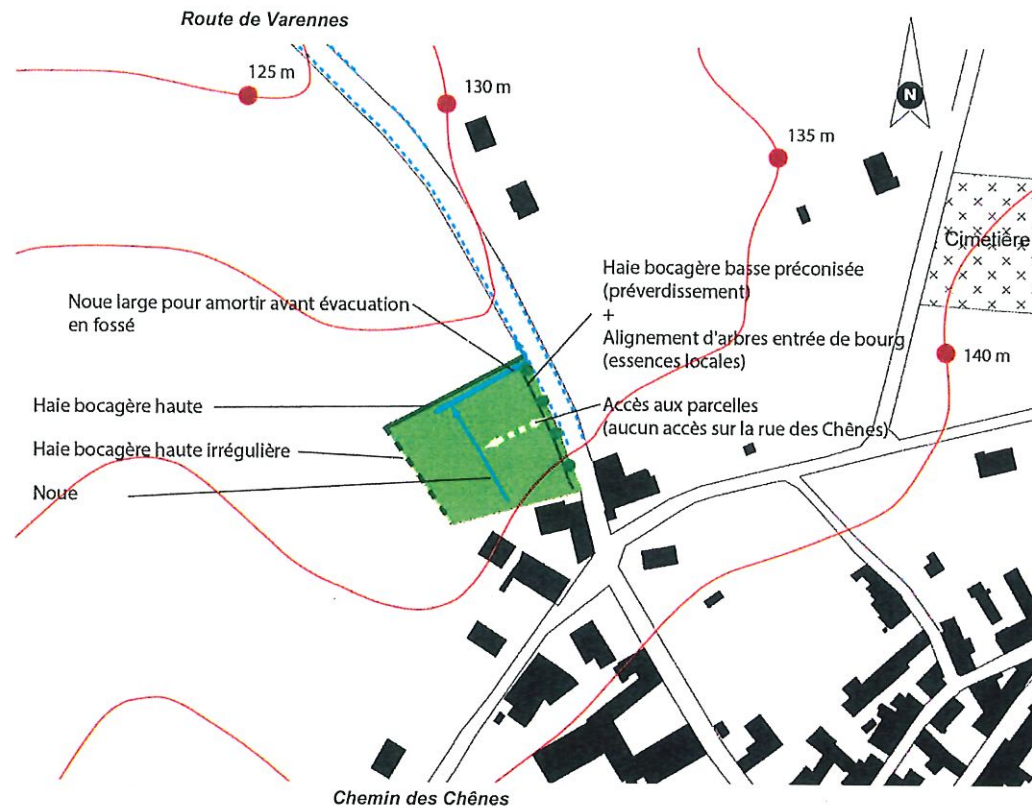 Route de Varennes
125 m
130 m
N
135 m
Cimetière
Haie bocagère basse préconisée
(préverdissement)
+
Alignement d'arbres entrée de bourg
(essences locales)
Noue large pour amortir avant évacuation
en fossé
140 m
Haie bocagère haute
Accès aux parcelles
(aucun accès sur la rue des Chênes)
Haie bocagère haute irrégulière
Noue
Chemin des Chênes